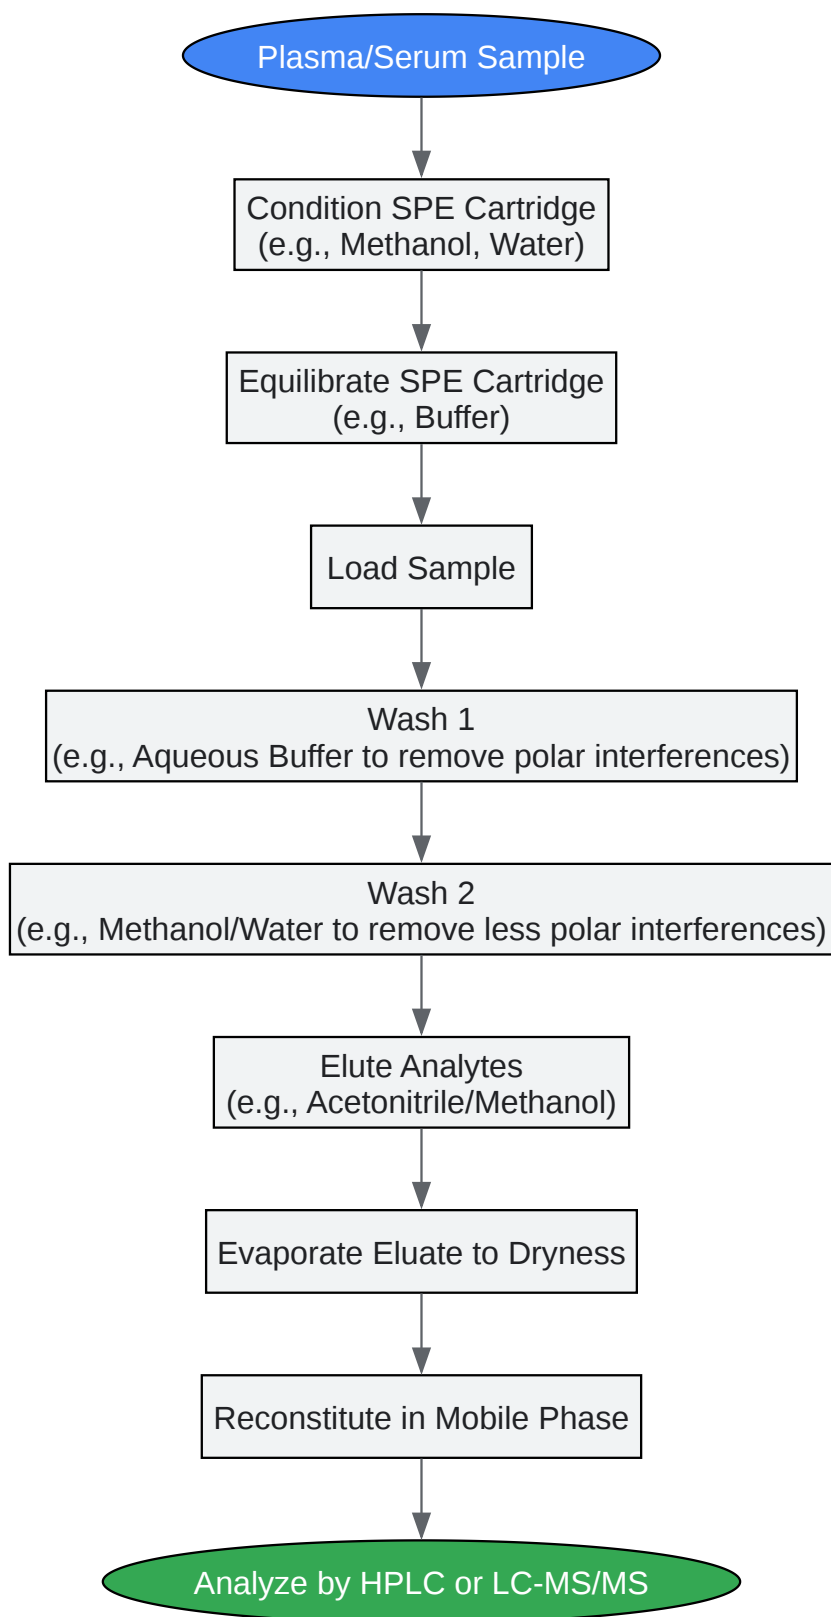 Plasma/Serum Sample
Condition SPE Cartridge
(e.g., Methanol, Water)
Equilibrate SPE Cartridge
(e.g., Buffer)
Load Sample
Wash 1
(e.g., Aqueous Buffer to remove polar interferences)
Wash 2
(e.g., Methanol/Water to remove less polar interferences)
Elute Analytes
(e.g., Acetonitrile/Methanol)
Evaporate Eluate to Dryness
Reconstitute in Mobile Phase
Analyze by HPLC or LC-MS/MS